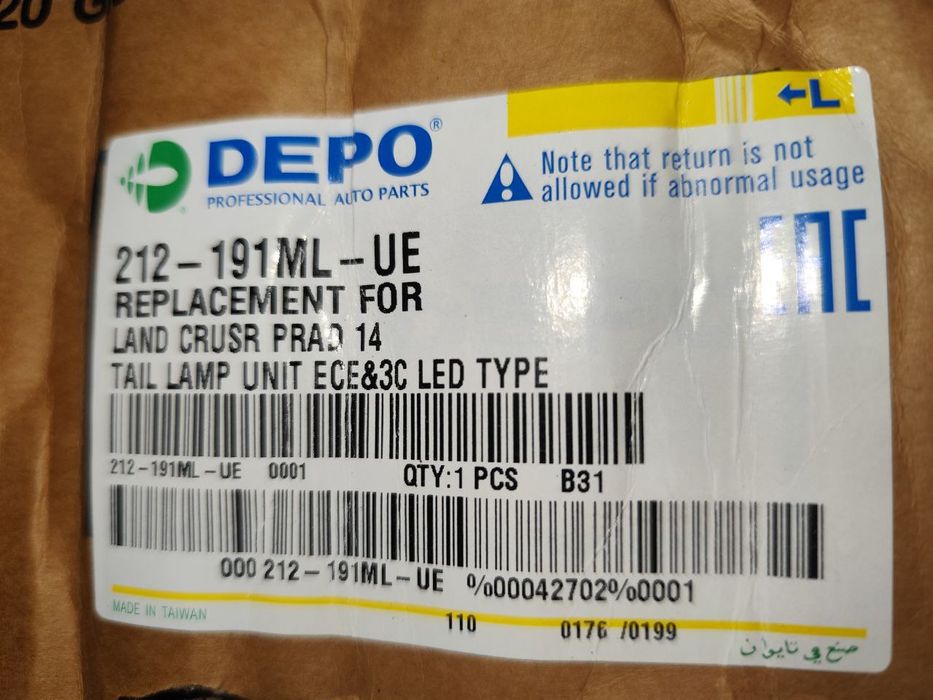 20 G
←L
DEPO®
PROFESSIONAL AUTO PARTS
Note that return is not
allowed if abnormal usage
EAC
212-191ML-UE
REPLACEMENT FOR
LAND CRUSR PRAD 14
TAIL LAMP UNIT ECE&3C LED TYPE
212-191ML-UE 0001 QTY:1 PCS B31
000 212-191ML-UE %00042702%0001
MADE IN TAIWAN
110 0176 /0199
صنع في تايوان